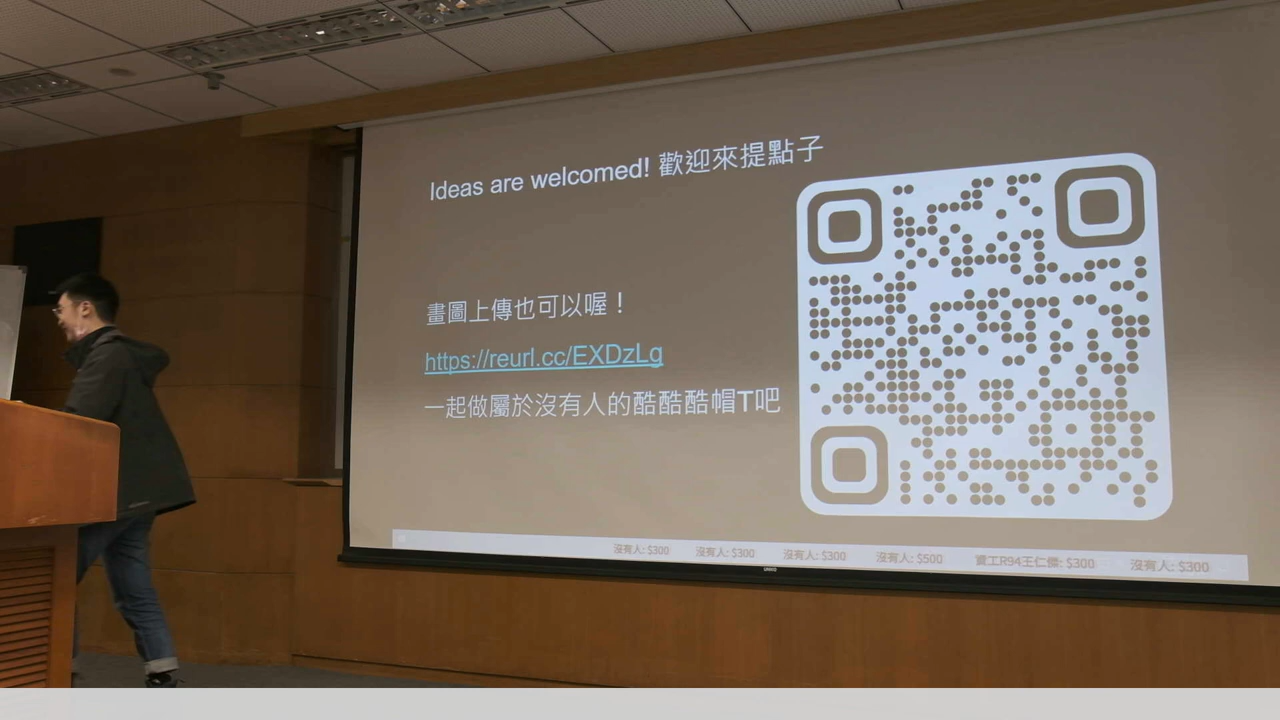 Ideas are welcomed! 歡迎來提點子
畫圖上傳也可以喔！
https://reurl.cc/EXDzLg
一起做屬於沒有人的酷酷酷帽T吧
沒有人: $300 沒有人: $300 沒有人: $300 沒有人: $500 資工R94王仁傑: $300 沒有人: $300